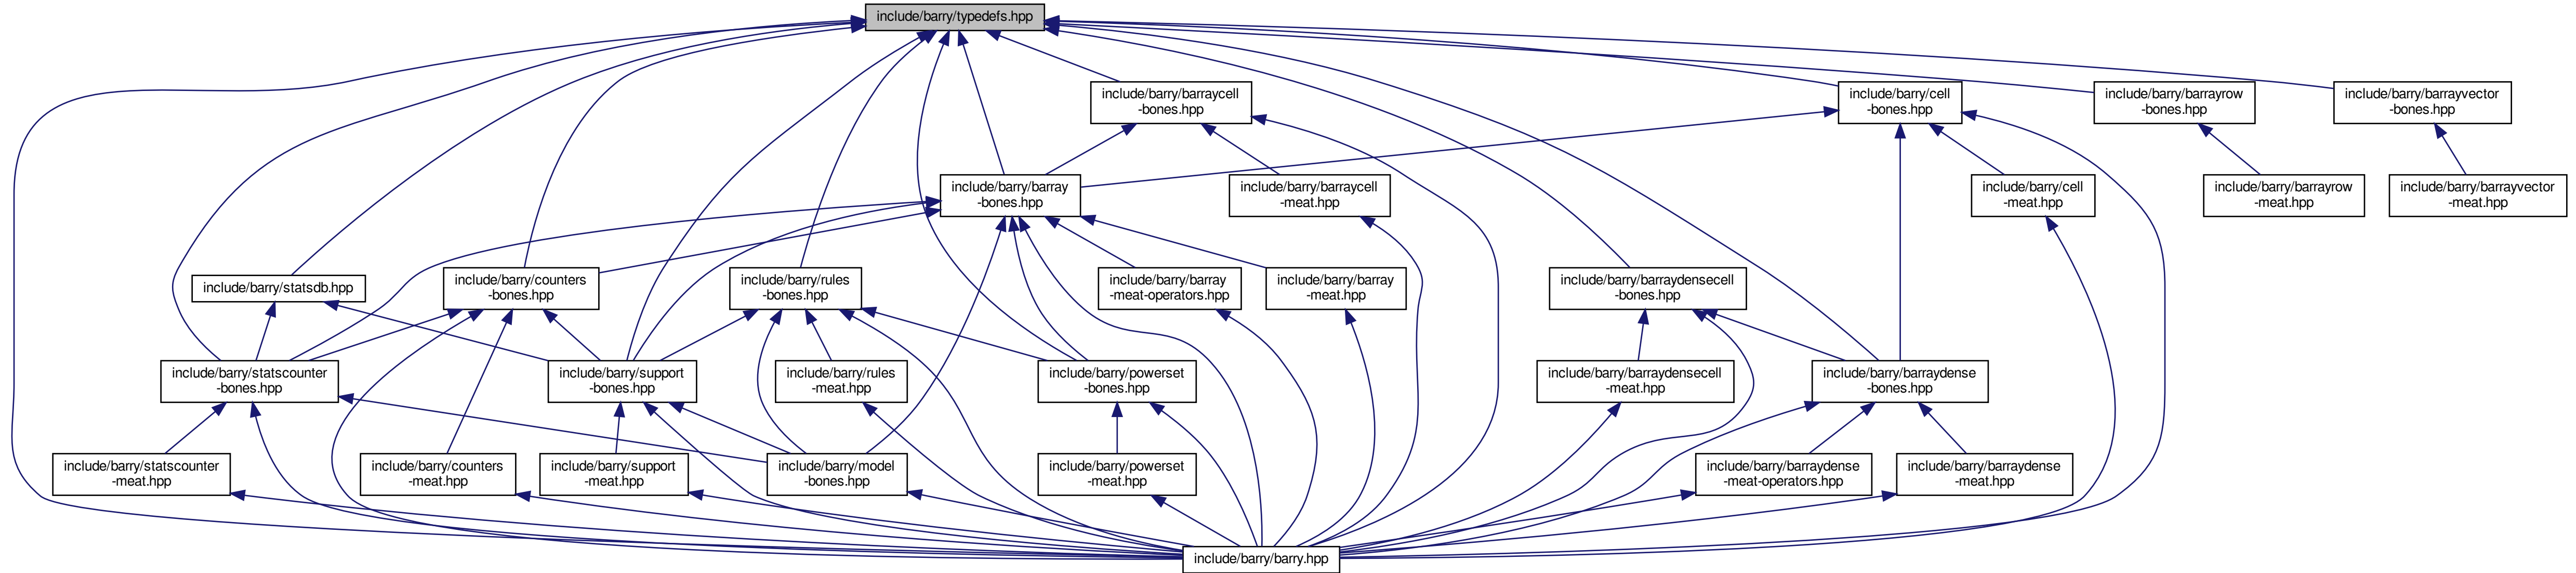 include/barry/typedefs.hpp
include/barry/barraycell
-bones.hpp
include/barry/cell
-bones.hpp
include/barry/barrayrow
-bones.hpp
include/barry/barrayvector
-bones.hpp
include/barry/barray
-bones.hpp
include/barry/barraycell
-meat.hpp
include/barry/cell
-meat.hpp
include/barry/barrayrow
-meat.hpp
include/barry/barrayvector
-meat.hpp
include/barry/statsdb.hpp
include/barry/counters
-bones.hpp
include/barry/rules
-bones.hpp
include/barry/barray
-meat-operators.hpp
include/barry/barray
-meat.hpp
include/barry/barraydensecell
-bones.hpp
include/barry/statscounter
-bones.hpp
include/barry/support
-bones.hpp
include/barry/rules
-meat.hpp
include/barry/powerset
-bones.hpp
include/barry/barraydensecell
-meat.hpp
include/barry/barraydense
-bones.hpp
include/barry/statscounter
-meat.hpp
include/barry/counters
-meat.hpp
include/barry/support
-meat.hpp
include/barry/model
-bones.hpp
include/barry/powerset
-meat.hpp
include/barry/barraydense
-meat-operators.hpp
include/barry/barraydense
-meat.hpp
include/barry/barry.hpp